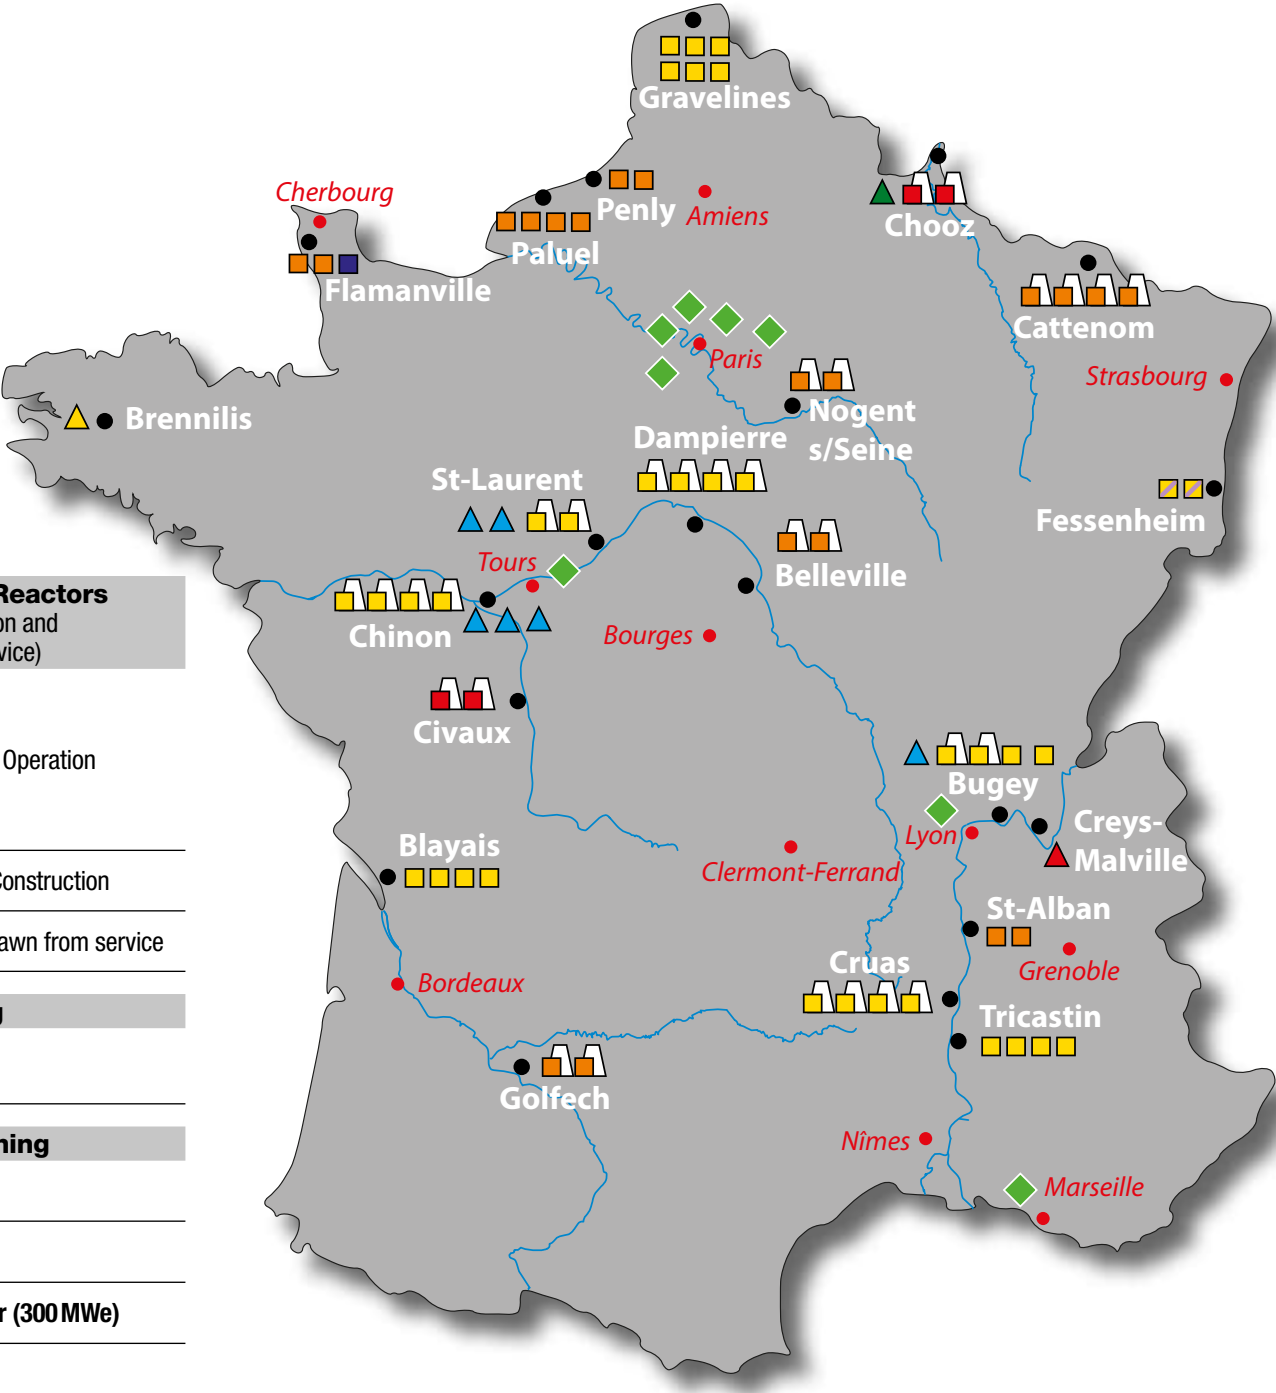 Gravelines
Cherbourg
Penly
Amiens
Chooz
Paluel
Flamanville
Cattenom
Paris
Strasbourg
Brennilis
Nogent
s/Seine
Dampierre
St-Laurent
Fessenheim
Tours
Belleville
Reactors
on and
vice)
Chinon
Bourges
Civaux
Operation
Bugey
Lyon
Creys-
Malville
Blayais
Clermont-Ferrand
Construction
St-Alban
awn from service
Grenoble
Cruas
Bordeaux
g
Tricastin
Golfech
ning
Nîmes
Marseille
r (300 MWe)